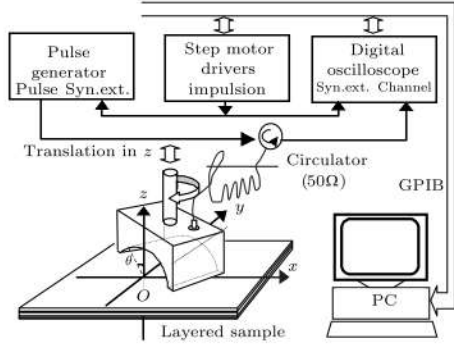 Pulse
generator
Pulse Syn.ext.
Step motor
drivers
impulsion
Digital
oscilloscope
Syn.ext. Channel
Translation in z
Circulator
(50Ω)
GPIB
z
y
θ
x
O
PC
Layered sample